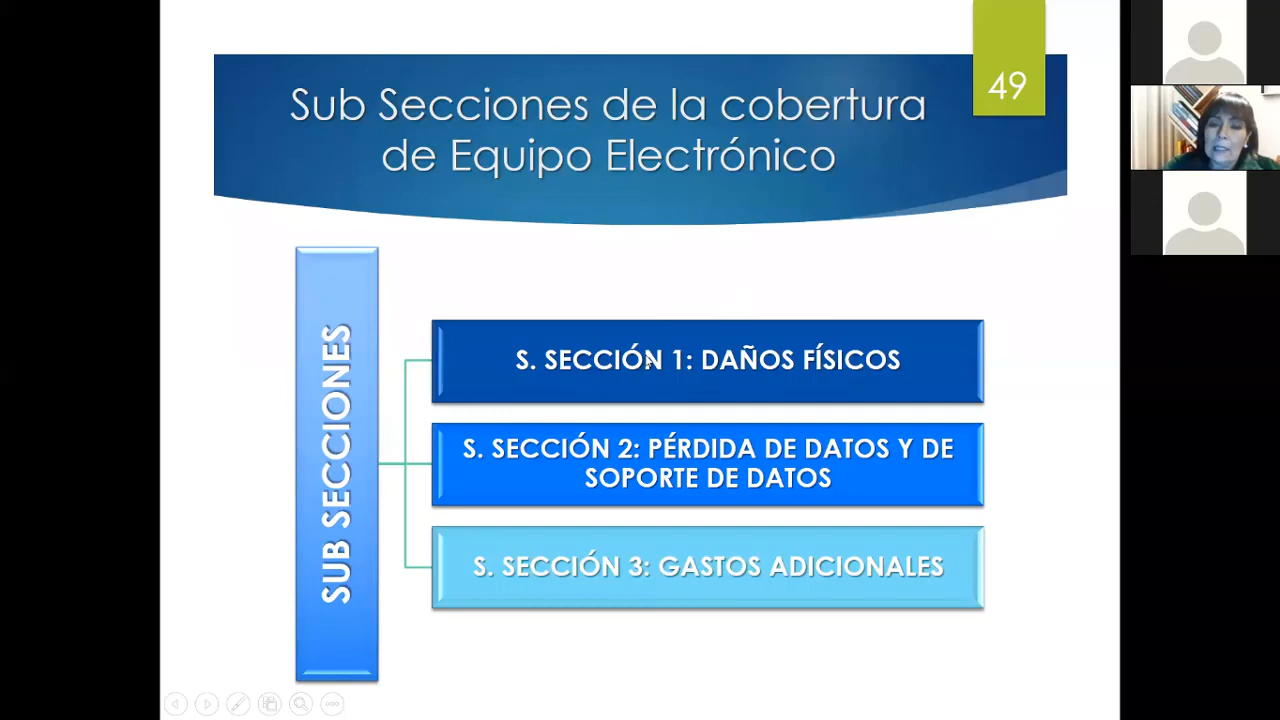 49
Sub Secciones de la cobertura
de Equipo Electrónico
SUB SECCIONES
S. SECCIÓN 1: DAÑOS FÍSICOS
S. SECCIÓN 2: PÉRDIDA DE DATOS Y DE
SOPORTE DE DATOS
S. SECCIÓN 3: GASTOS ADICIONALES